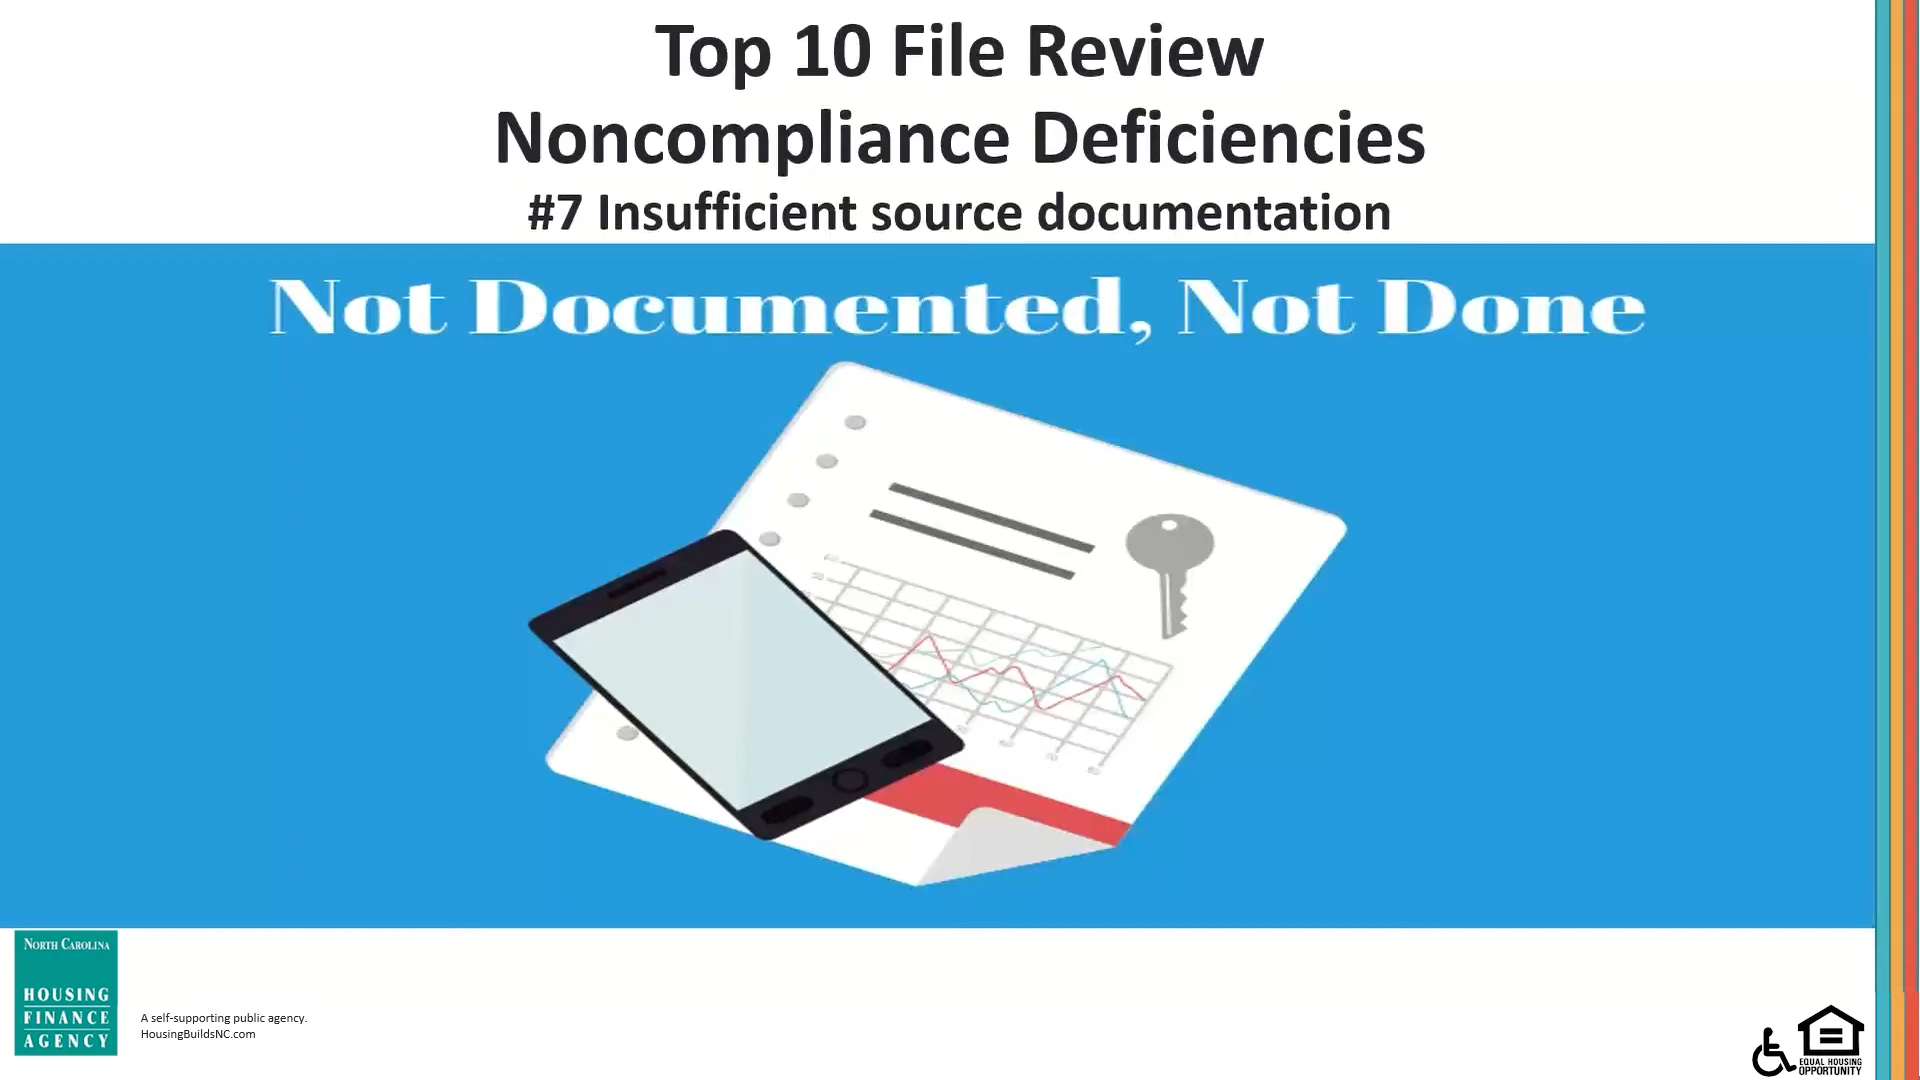 Top 10 File Review
Noncompliance Deficiencies
#7 Insufficient source documentation
Not Documented, Not Done
NORTH CAROLINA
HOUSING
FINANCE
AGENCY
A self-supporting public agency.
HousingBuildsNC.com
EQUAL HOUSING
OPPORTUNITY